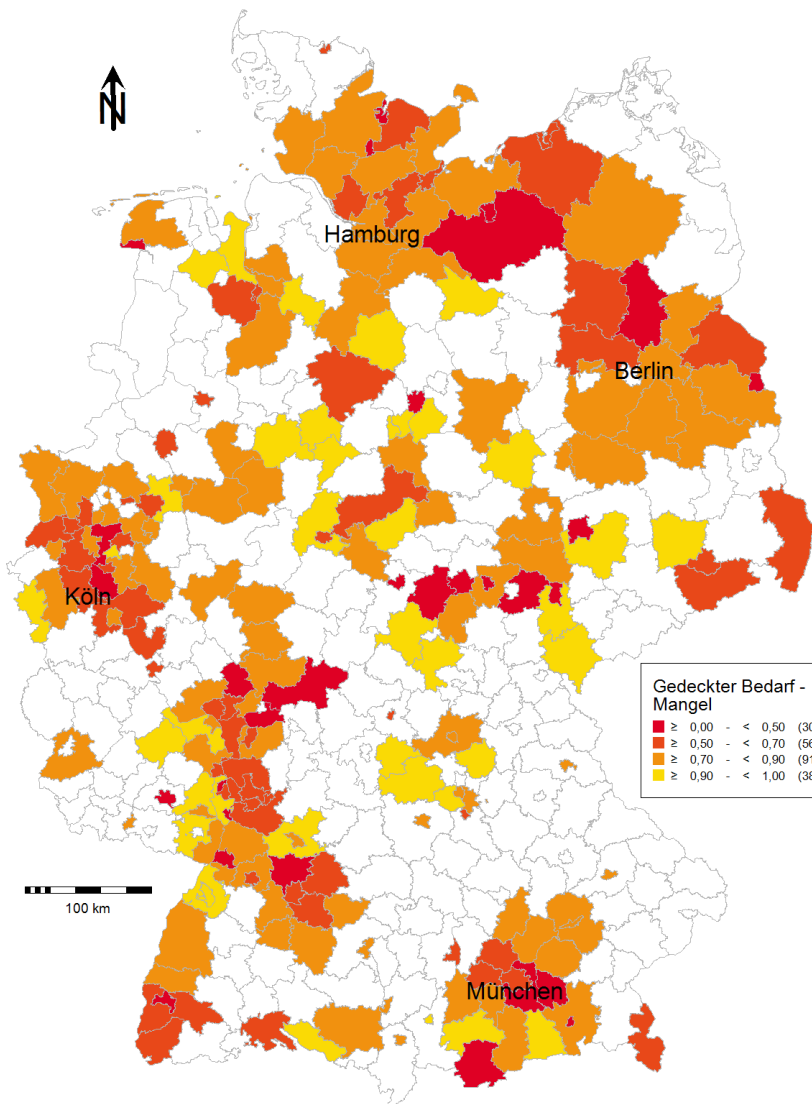 N
Hamburg
Berlin
Köln
Gedeckter Bedarf -
Mangel
≥ 0,00 - < 0,50 (30
≥ 0,50 - < 0,70 (56
≥ 0,70 - < 0,90 (91
≥ 0,90 - < 1,00 (38
100 km
München